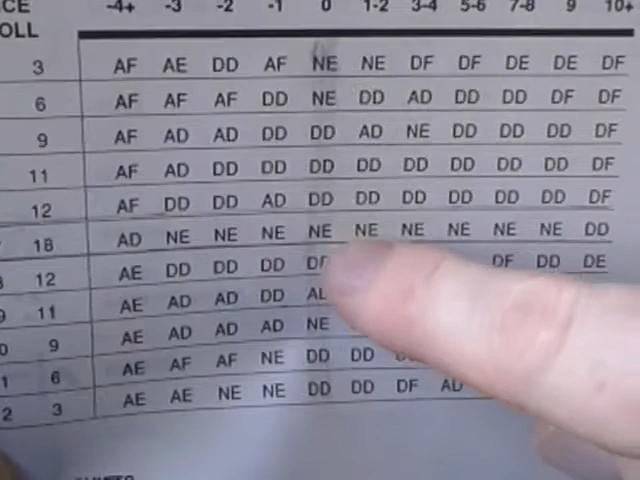 CE -4+ -3 -2 -1 0 1-2 3-4 5-6 7-8 9 10+
OLL
3 AF AE DD AF NE NE DF DF DE DE DF
6 AF AF AF DD NE DD AD DD DD DF DF
9 AF AD AD DD DD AD NE DD DD DD DF
11 AF AD DD DD DD DD DD DD DD DD DF
12 AF DD DD AD DD DD DD DD DD DD DF
18 AD NE NE NE NE NE NE NE NE NE DD
12 AE DD DD DD DF DD DE
9 11 AE AD AD DD
0 9 AE AD AD AD NE
1 6 AE AF AF NE DD DD
2 3 AE AE NE NE DD DD DF AD